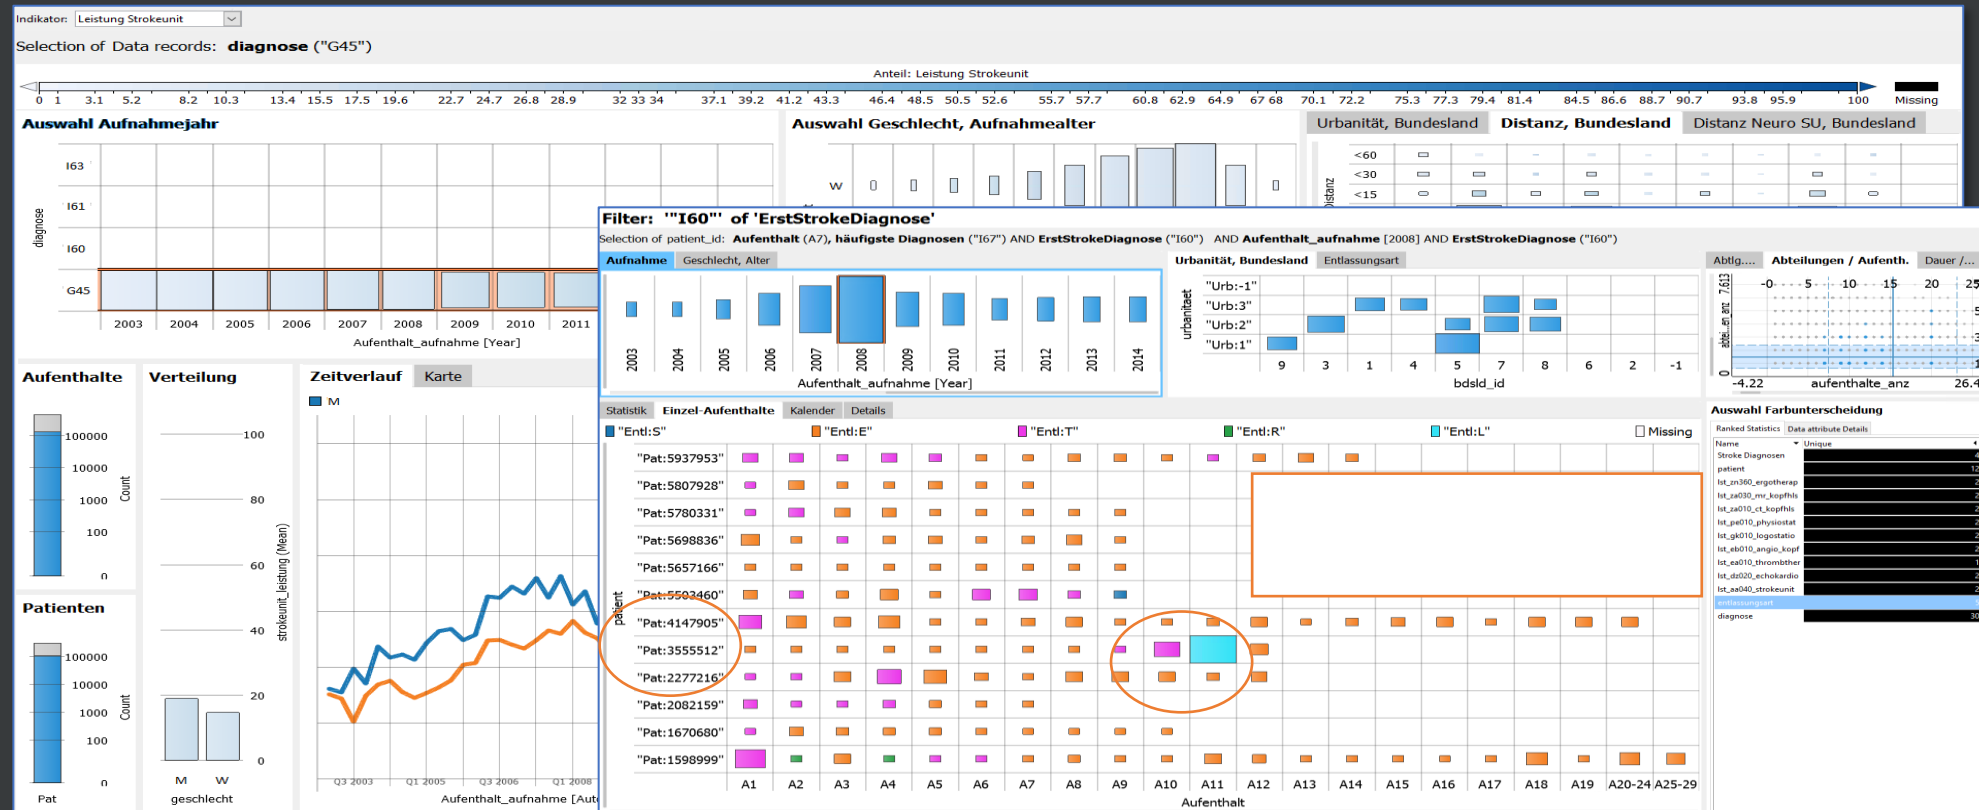 Indikator: Leistung Strokeunit
Selection of Data records: diagnose ("G45")
Anteil: Leistung Strokeunit
0 1 3.1 5.2 8.2 10.3 13.4 15.5 17.5 19.6 22.7 24.7 26.8 28.9 32 33 34 37.1 39.2 41.2 43.3 46.4 48.5 50.5 52.6 55.7 57.7 60.8 62.9 64.9 67 68 70.1 72.2 75.3 77.3 79.4 81.4 84.5 86.6 88.7 90.7 93.8 95.9 100 Missing
Auswahl Aufnahmejahr
diagnose
I63
I61
I60
G45
2003 2004 2005 2006 2007 2008 2009 2010 2011
Aufenthalt_aufnahme [Year]
Auswahl Geschlecht, Aufnahmealter
W
Urbanität, Bundesland Distanz, Bundesland Distanz Neuro SU, Bundesland
<60
<30
<15
Aufenthalte
100000
10000
1000
100
0
Count
Patienten
100000
10000
1000
100
0
Count
Pat
Verteilung
100
80
60
40
20
0
strokeunit_leistung (Mean)
M W
geschlecht
Zeitverlauf Karte
M
Q3 2003 Q1 2005 Q3 2006 Q1 2008
Aufenthalt_aufnahme
Filter: '"I60"' of 'ErstStrokeDiagnose'
Selection of patient_id: Aufenthalt (A7), häufigste Diagnosen ("I67") AND ErstStrokeDiagnose ("I60") AND Aufenthalt_aufnahme [2008] AND ErstStrokeDiagnose ("I60")
Aufnahme Geschlecht, Alter
2003 2004 2005 2006 2007 2008 2009 2010 2011 2012 2013 2014
Aufenthalt_aufnahme [Year]
Urbanität, Bundesland Entlassungsart
urbanitaet
"Urb:-1"
"Urb:3"
"Urb:2"
"Urb:1"
9 3 1 4 5 7 8 6 2 -1
bdsld_id
Abtlg.... Abteilungen / Aufenth. Dauer /...
-0 5 10 15 20 25
7.613
0
-4.22 aufenthalte_anz 26.4
Statistik Einzel-Aufenthalte Kalender Details
"Entl:S" "Entl:E" "Entl:T" "Entl:R" "Entl:L" Missing
patient
"Pat:5937953"
"Pat:5807928"
"Pat:5780331"
"Pat:5698836"
"Pat:5657166"
"Pat:5503460"
"Pat:4147905"
"Pat:3555512"
"Pat:2277216"
"Pat:2082159"
"Pat:1670680"
"Pat:1598999"
A1 A2 A3 A4 A5 A6 A7 A8 A9 A10 A11 A12 A13 A14 A15 A16 A17 A18 A19 A20-24 A25-29
Aufenthalt
Auswahl Farbunterscheidung
Ranked Statistics Data attribute Details
Name Unique
Stroke Diagnosen
patient
lst_zn360_ergotherap
lst_za030_mr_kopfhls
lst_za010_ct_kopfhls
lst_pe010_physiostat
lst_gk010_logostatio
lst_eb010_angio_kopf
lst_ea010_thrombther
lst_dz020_echokardio
lst_aa040_strokeunit
entlassungsart
diagnose